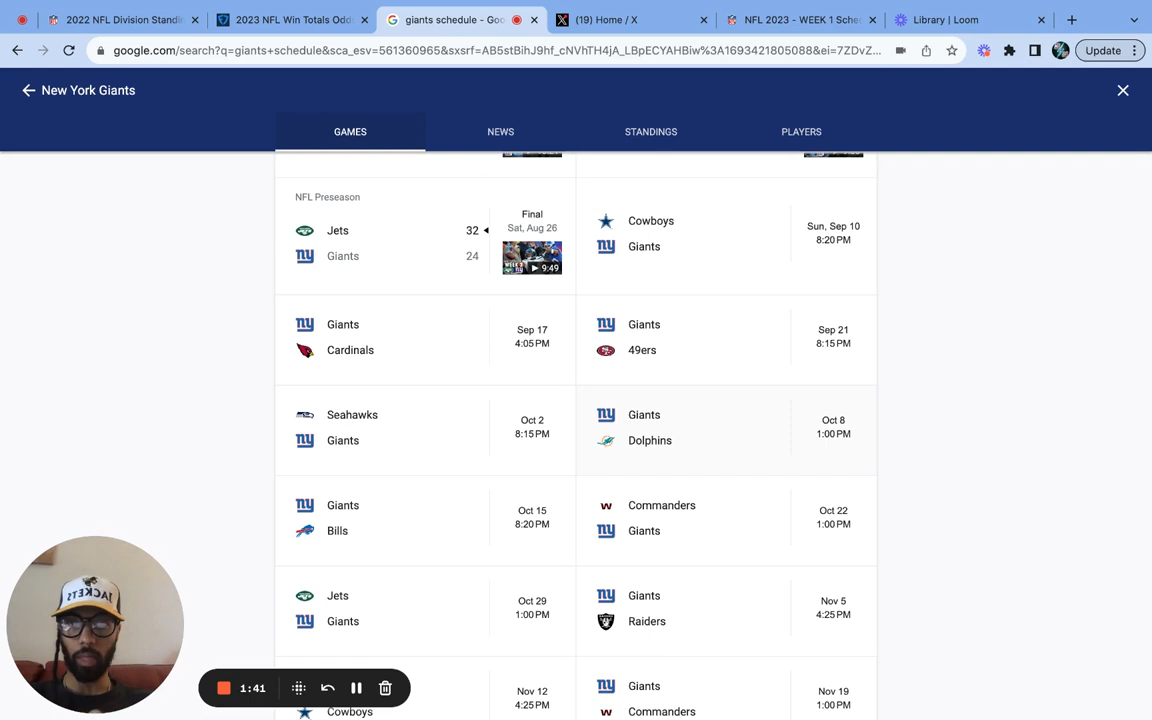 2022 NFL Division Standin
2023 NFL Win Totals Odd
giants schedule - Goo
(19) Home / X
NFL 2023 - WEEK 1 Sche
Library | Loom
google.com/search?q=giants+schedule&sca_esv=561360965&sxsrf=AB5stBihJ9hf_cNVhTH4jA_LBpECYAHBiw%3A1693421805088&ei=7ZDvZ...
Update
New York Giants
GAMES
NEWS
STANDINGS
PLAYERS
NFL Preseason
Jets 32
Giants 24
Final
Sat, Aug 26
9:49
Cowboys
Giants
Sun, Sep 10
8:20 PM
Giants
Cardinals
Sep 17
4:05 PM
Giants
49ers
Sep 21
8:15 PM
Seahawks
Giants
Oct 2
8:15 PM
Giants
Dolphins
Oct 8
1:00 PM
Giants
Bills
Oct 15
8:20 PM
Commanders
Giants
Oct 22
1:00 PM
Jets
Giants
Oct 29
1:00 PM
Giants
Raiders
Nov 5
4:25 PM
Cowboys
Nov 12
4:25 PM
Giants
Commanders
Nov 19
1:00 PM
JACKETS
1:41